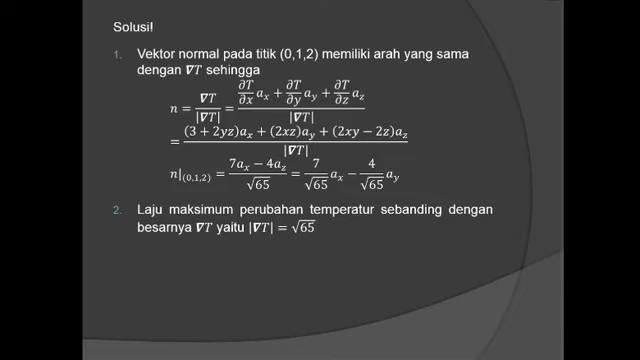 Solusi!
1. Vektor normal pada titik (0,1,2) memiliki arah yang sama
dengan ∇T sehingga
n = ∇T / |∇T| = (∂T/∂x a_x + ∂T/∂y a_y + ∂T/∂z a_z) / |∇T|
= ((3 + 2yz)a_x + (2xz)a_y + (2xy − 2z)a_z) / |∇T|
n|(0,1,2) = (7a_x − 4a_z) / √65 = 7/√65 a_x − 4/√65 a_y
2. Laju maksimum perubahan temperatur sebanding dengan
besarnya ∇T yaitu |∇T| = √65